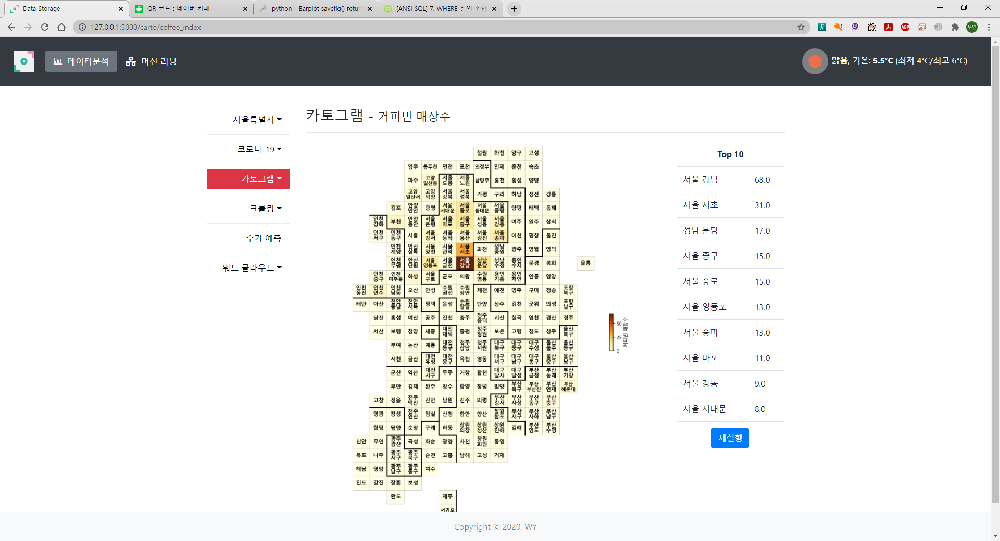 Data Storage
QR 코드 : 네이버 카페
python - Barplot savefig() return
[ANSI SQL] 7. WHERE 절의 조합
127.0.0.1:5000/carto/coffee_index
ABP
우연
데이터분석
머신 러닝
맑음, 기온: 5.5°C (최저 4°C/최고 6°C)
서울특별시
코로나-19
카토그램
크롤링
주가 예측
워드 클라우드
카토그램 - 커피빈 매장수
철원 화천 양구 고성
양주 동두천 연천 포천 의정부 인제 춘천 속초
파주 고양 일산동 서울 도봉 서울 노원 남양주 홍천 횡성 양양
고양 일산서 고양 덕양 서울 강북 서울 성북 가평 구리 하남 정선 강릉
김포 안양 만안 광명 서울 서대문 서울 종로 서울 동대문 서울 중랑 양평 태백 동해
인천 강화 부천 안양 동안 서울 은평 서울 마포 서울 중구 서울 성동 서울 강동 여주 원주 삼척
인천 서구 인천 동구 시흥 서울 강서 서울 동작 서울 용산 서울 광진 서울 송파 이천 평창 울진
인천 계양 안산 상록 서울 양천 서울 관악 서울 서초 과천 성남 중원 광주 영월 영덕
인천 부평 안산 단원 서울 영등포 서울 금천 서울 강남 성남 분당 성남 수정 용인 수지 문경 봉화 울릉
인천 중구 인천 미추홀 화성 서울 구로 군포 의왕 수원 영통 용인 기흥 용인 처인 안동 영양
인천 옹진 인천 연수 인천 남동 오산 안성 수원 권선 수원 장안 제천 예천 영주 구미 청송 포항 북구
태안 아산 천안 동남 천안 서북 평택 음성 수원 팔달 단양 상주 김천 군위 의성 포항 남구
당진 홍성 예산 공주 진천 충주 청주 흥덕 괴산 칠곡 영천 경산 경주
서산 보령 청양 세종 대전 대덕 증평 청주 청원 보은 고령 청도 성주 울산 북구
부여 논산 계룡 대전 동구 청주 상당 청주 서원 대구 북구 대구 중구 대구 수성 울산 울주 울산 동구
서천 금산 대전 유성 대전 중구 옥천 영동 대구 서구 대구 남구 대구 동구 울산 중구 울산 남구
군산 익산 대전 서구 무주 거창 합천 대구 달서 대구 달성 부산 금정 부산 동래 부산 기장
부안 김제 완주 장수 함양 창녕 밀양 부산 북구 부산 부산진 부산 연제 부산 해운대
고창 정읍 전주 덕진 진안 남원 진주 의령 부산 강서 부산 사상 부산 동구 부산 중구
영광 장성 전주 완산 임실 산청 함안 양산 창원 합포 부산 서구 부산 사하 부산 남구
함평 담양 순창 구례 하동 창원 의창 창원 성산 창원 진해 김해 부산 영도 부산 수영
신안 무안 광주 광산 곡성 화순 광양 사천 창원 회원 통영
목포 나주 광주 서구 광주 북구 순천 고흥 남해 고성 거제
해남 영암 광주 남구 광주 동구 여수
진도 강진 장흥 보성
완도 제주
서귀포
50
25
0
커피빈 매장수
Top 10
서울 강남 68.0
서울 서초 31.0
성남 분당 17.0
서울 중구 15.0
서울 종로 15.0
서울 영등포 13.0
서울 송파 13.0
서울 마포 11.0
서울 강동 9.0
서울 서대문 8.0
재실행
Copyright © 2020, WY